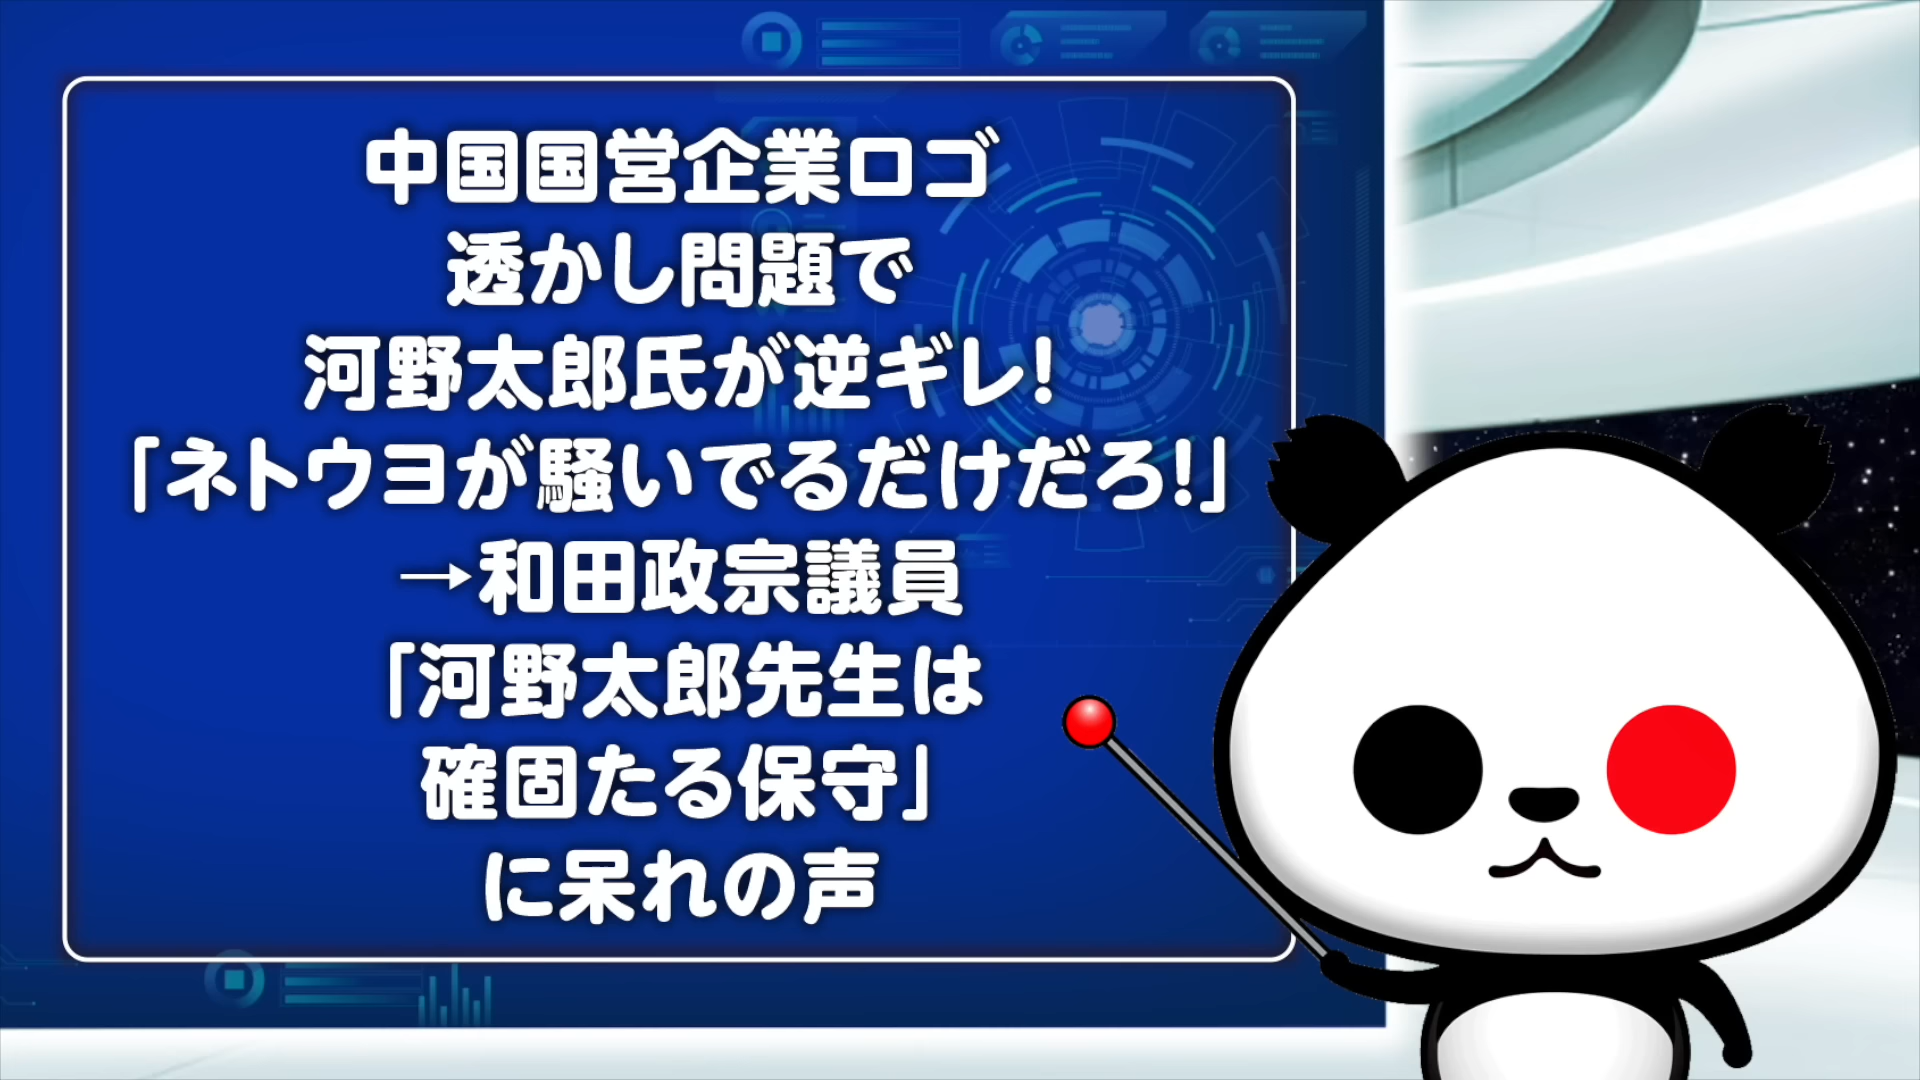 中国国営企業ロゴ
透かし問題で
河野太郎氏が逆ギレ!
「ネトウヨが騒いでるだけだろ!」
→和田政宗議員
「河野太郎先生は
確固たる保守」
に呆れの声